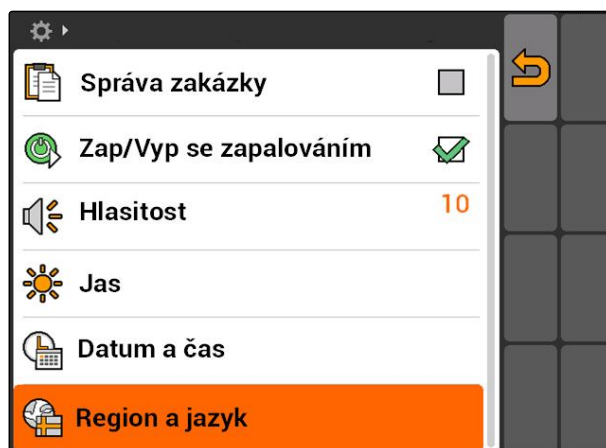 Správa zakázky
Zap/Vyp se zapalováním
Hlasitost
10
Jas
Datum a čas
Region a jazyk